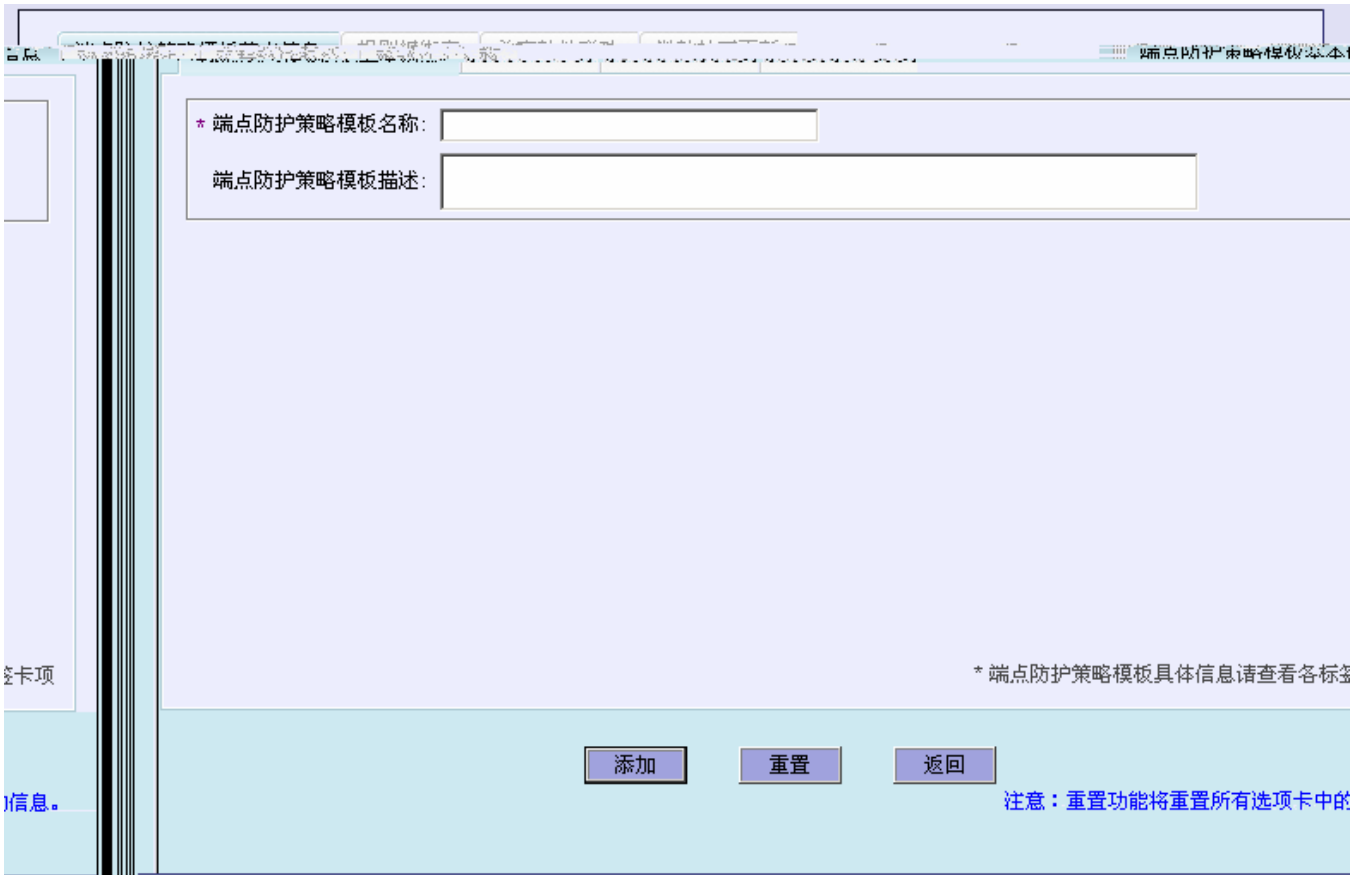 息
端点防护策略模板基本
* 端点防护策略模板名称:
端点防护策略模板描述:
签卡项
* 端点防护策略模板具体信息请查看各标签
添加 重置 返回
信息。
注意：重置功能将重置所有选项卡中的